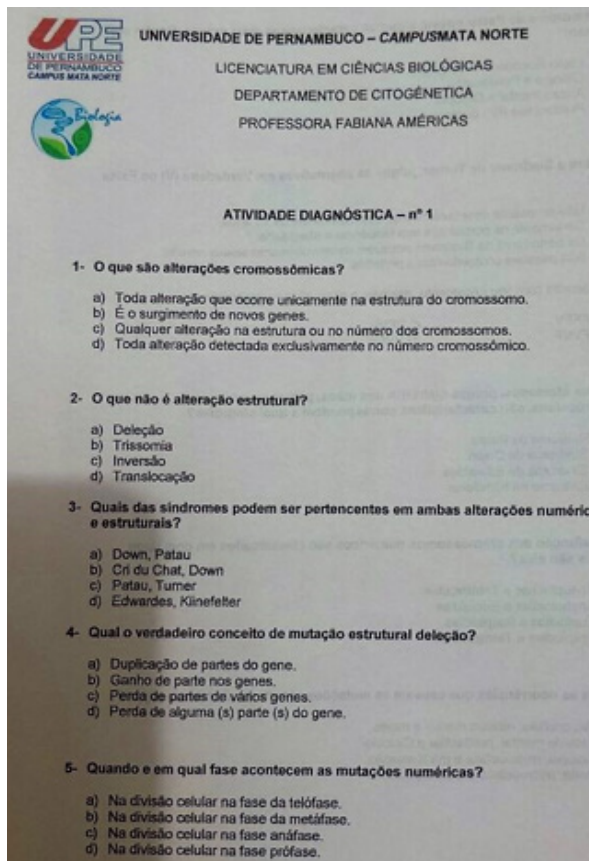 UPE
UNIVERSIDADE
DE PERNAMBUCO
CAMPUS MATA NORTE
Biologia
UNIVERSIDADE DE PERNAMBUCO – CAMPUSMATA NORTE
LICENCIATURA EM CIÊNCIAS BIOLÓGICAS
DEPARTAMENTO DE CITOGÉNETICA
PROFESSORA FABIANA AMÉRICAS
ATIVIDADE DIAGNÓSTICA – nº 1
1- O que são alterações cromossômicas?
a) Toda alteração que ocorre unicamente na estrutura do cromossomo.
b) É o surgimento de novos genes.
c) Qualquer alteração na estrutura ou no número dos cromossomos.
d) Toda alteração detectada exclusivamente no número cromossômico.
2- O que não é alteração estrutural?
a) Deleção
b) Trissomia
c) Inversão
d) Translocação
3- Quais das síndromes podem ser pertencentes em ambas alterações numéric
e estruturais?
a) Down, Patau
b) Cri du Chat, Down
c) Patau, Turner
d) Edwardes, Klinefelter
4- Qual o verdadeiro conceito de mutação estrutural deleção?
a) Duplicação de partes do gene.
b) Ganho de parte nos genes.
c) Perda de partes de vários genes.
d) Perda de alguma (s) parte (s) do gene.
5- Quando e em qual fase acontecem as mutações numéricas?
a) Na divisão celular na fase da telófase.
b) Na divisão celular na fase da metáfase.
c) Na divisão celular na fase anáfase.
d) Na divisão celular na fase prófase.